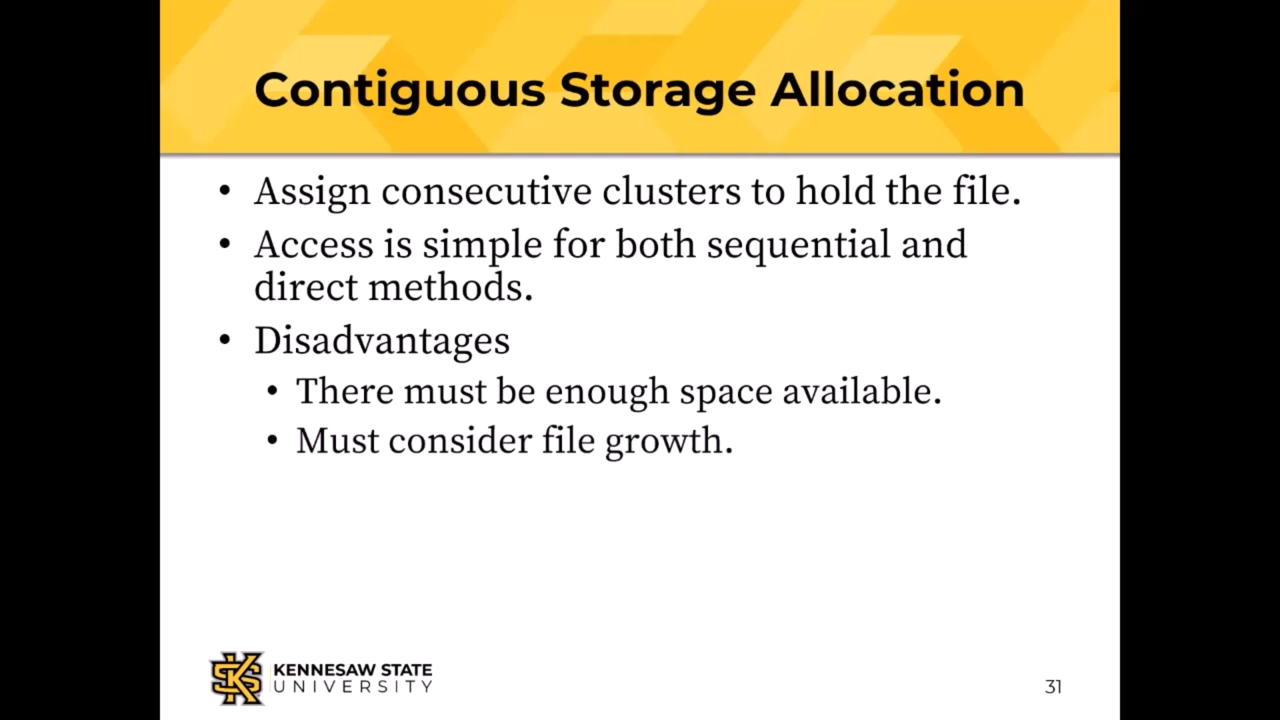 Contiguous Storage Allocation
• Assign consecutive clusters to hold the file.
• Access is simple for both sequential and
direct methods.
• Disadvantages
• There must be enough space available.
• Must consider file growth.
KS
KENNESAW STATE
UNIVERSITY
31